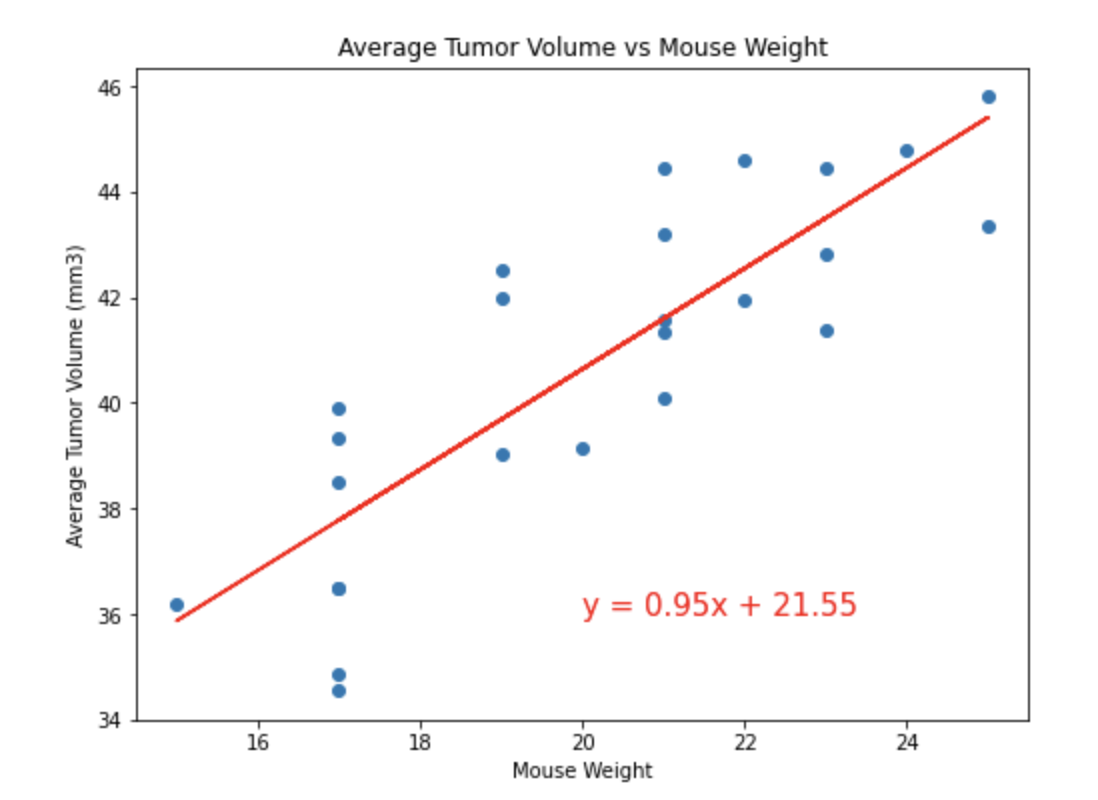 Average Tumor Volume vs Mouse Weight
46
44
42
40
38
36
34
Average Tumor Volume (mm3)
y = 0.95x + 21.55
16 18 20 22 24
Mouse Weight